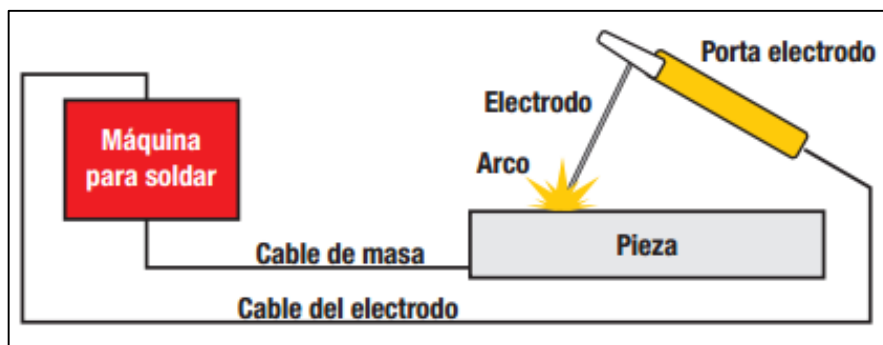 Porta electrodo
Electrodo
Máquina
para soldar
Arco
Pieza
Cable de masa
Cable del electrodo